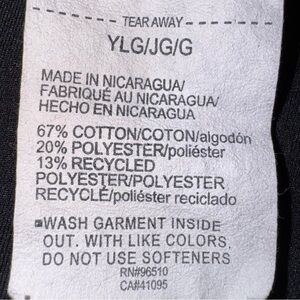 TEAR AWAY
YLG/JG/G
MADE IN NICARAGUA/
FABRIQUÉ AU NICARAGUA/
HECHO EN NICARAGUA
67% COTTON/COTON/algodón
20% POLYESTER/poliéster
13% RECYCLED
POLYESTER/POLYESTER
RECYCLÉ/poliéster reciclado
WASH GARMENT INSIDE
OUT. WITH LIKE COLORS.
DO NOT USE SOFTENERS
RN#96510
CA#41095